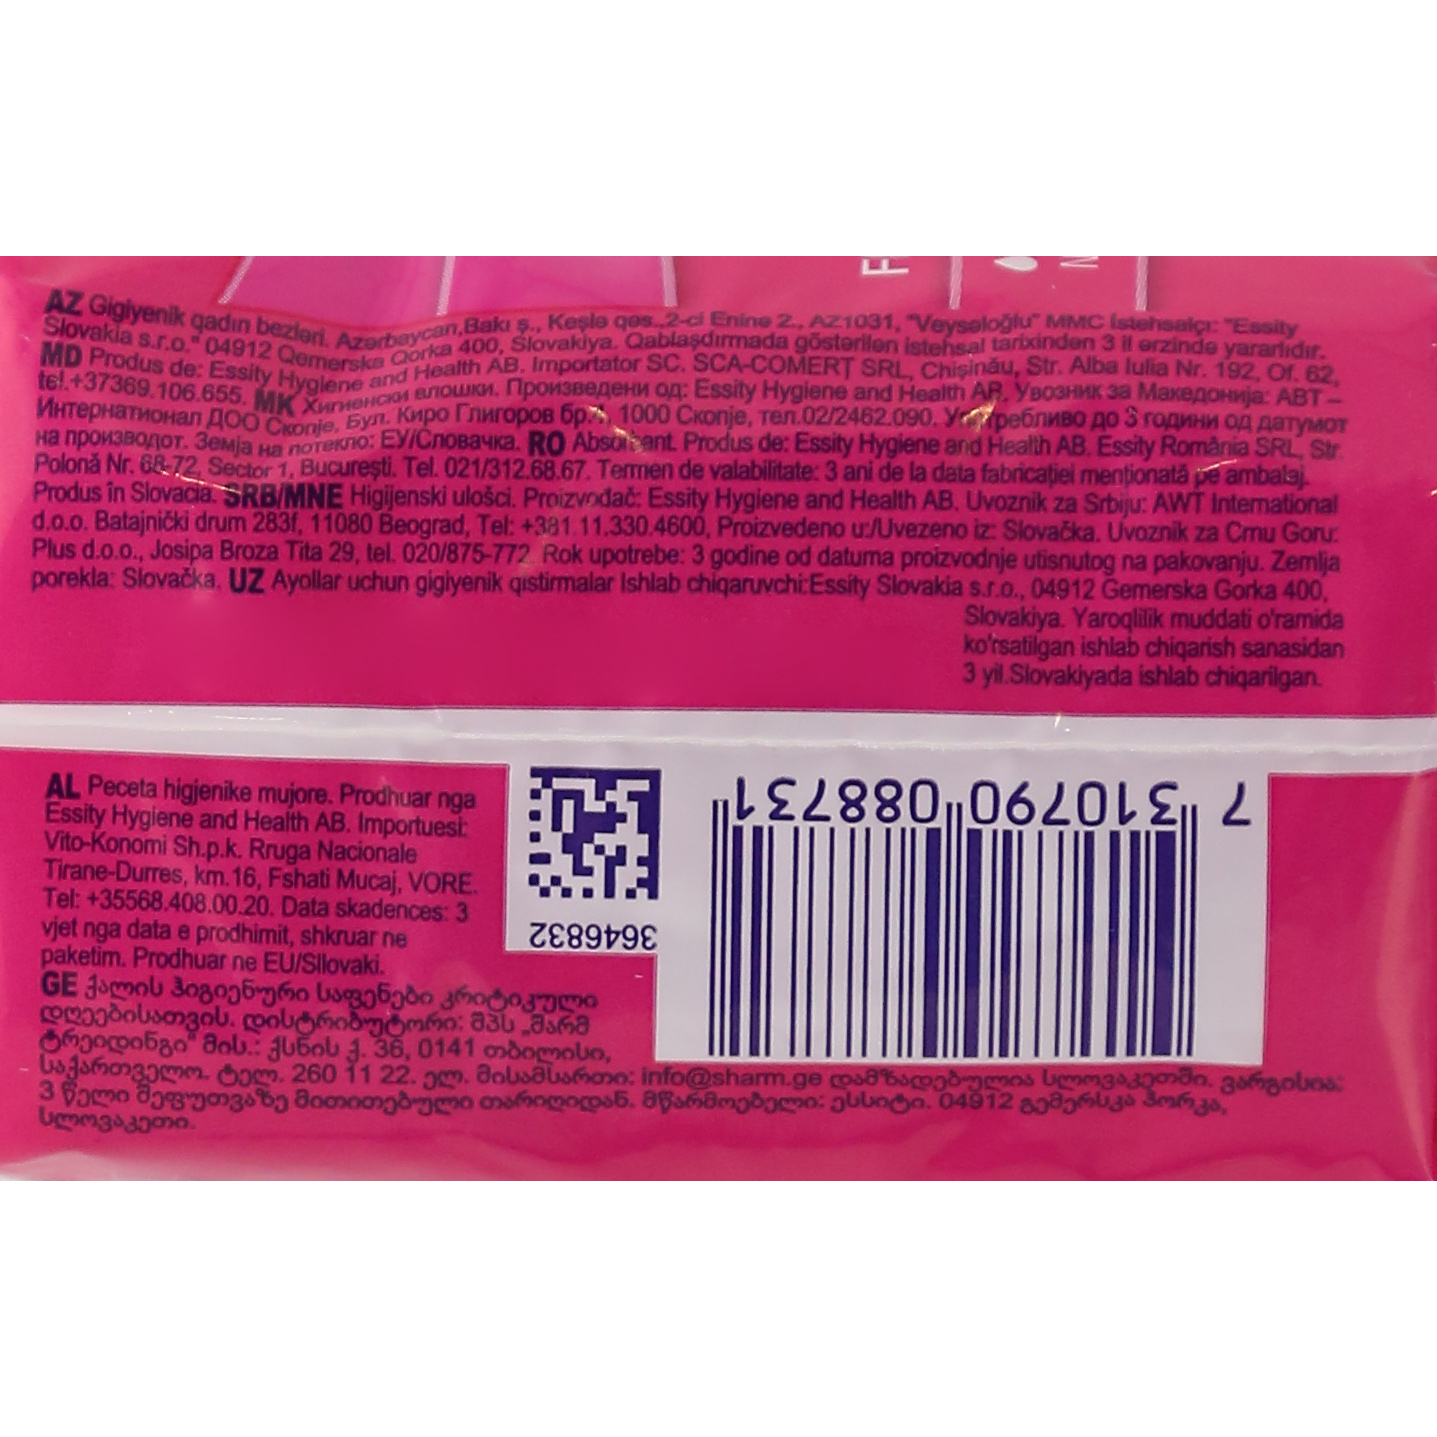 AZ Gigiyenik qadın bezləri. Azərbaycan,Bakı ş., Keşlə qəs.,2-ci Enine 2., AZ1031, "Veysəloğlu" MMC İstehsalçı: "Essity
Slovakia s.r.o." 04912 Qemerska Qorka 400, Slovakiya. Qablaşdırmada göstərilən istehsal tarixindən 3 il ərzində yararlıdır.
MD Produs de: Essity Hygiene and Health AB. Importator SC. SCA-COMERT SRL, Chişinău, Str. Alba Iulia Nr. 192, Of. 62,
tel.+37369.106.655. MK Хигиенски влошки. Произведени од: Essity Hygiene and Health AB. Увозник за Македонија: АВТ –
Интернатионал ДОО Скопје, Бул. Киро Глигоров бр.4, 1000 Скопје, тел.02/2462.090. Употребливо до 3 години од датумот
на производот. Земја на потекло: ЕУ/Словачка. RO Absorbant. Produs de: Essity Hygiene and Health AB. Essity România SRL, Str.
Polonă Nr. 68-72, Sector 1, Bucureşti. Tel. 021/312.68.67. Termen de valabilitate: 3 ani de la data fabricaţiei menţionată pe ambalaj.
Produs în Slovacia. SRB/MNE Higijenski ulošci. Proizvođač: Essity Hygiene and Health AB. Uvoznik za Srbiju: AWT International
d.o.o. Batajnički drum 283f, 11080 Beograd, Tel: +381.11.330.4600, Proizvedeno u:/Uvezeno iz: Slovačka. Uvoznik za Crnu Goru:
Plus d.o.o., Josipa Broza Tita 29, tel. 020/875-772. Rok upotrebe: 3 godine od datuma proizvodnje utisnutog na pakovanju. Zemlja
porekla: Slovačka. UZ Ayollar uchun gigiyenik qistirmalar Ishlab chiqaruvchi:Essity Slovakia s.r.o., 04912 Gemerska Gorka 400,
Slovakiya. Yaroqlilik muddati o'ramida
ko'rsatilgan ishlab chiqarish sanasidan
3 yil.Slovakiyada ishlab chiqarilgan.
AL Peceta higjenike mujore. Prodhuar nga
Essity Hygiene and Health AB. Importuesi:
Vito-Konomi Sh.p.k. Rruga Nacionale
Tirane-Durres, km.16, Fshati Mucaj, VORE.
Tel: +35568.408.00.20. Data skadences: 3
vjet nga data e prodhimit, shkruar ne
paketim. Prodhuar ne EU/Sllovaki.
GE ქალის ჰიგიენური საფენები კრიტიკული
დღეებისათვის. დისტრიბუტორი: შპს „შარმ
ტრეიდინგი" მის.: ქსნის ქ. 36, 0141 თბილისი,
საქართველო. ტელ. 260 11 22. ელ. მისამსართი: info@sharm.ge დამზადებულია სლოვაკეთში. ვარგისია:
3 წელი შეფუთვაზე მითითებული თარიღიდან. მწარმოებელი: ესსიტი. 04912 გემერსკა ჰორკა,
სლოვაკეთი.
3646832
7 310790 088731